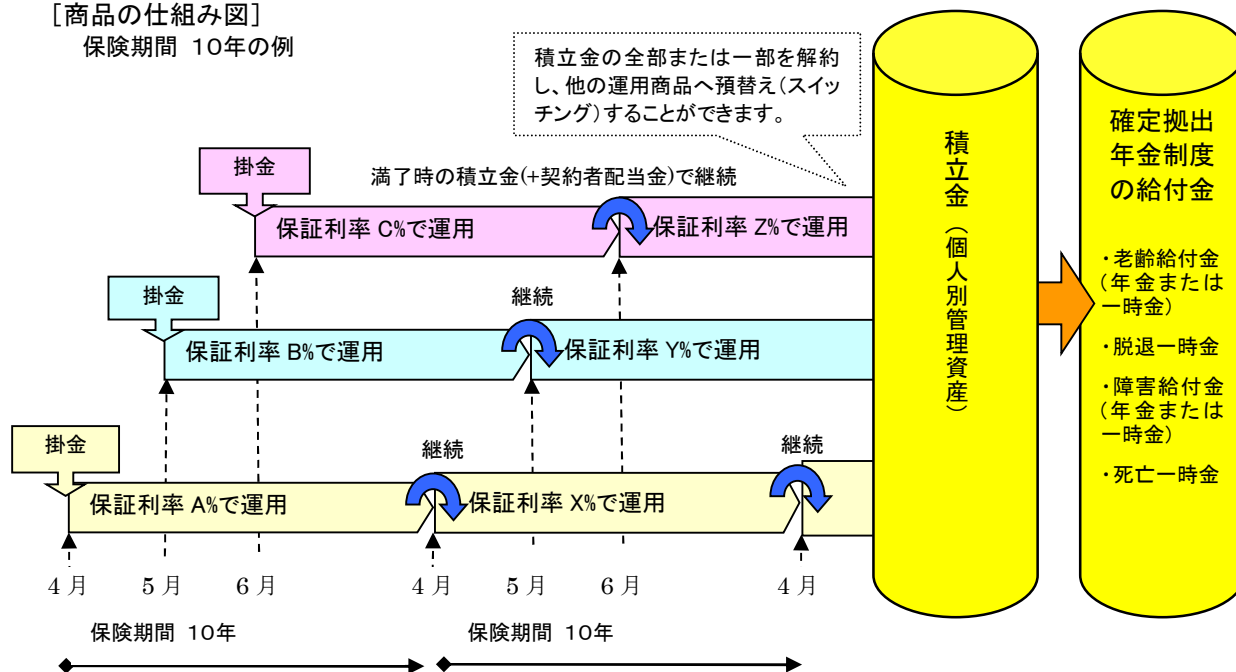 [商品の仕組み図]
保険期間 10年の例
積立金の全部または一部を解約
し、他の運用商品へ預替え(スイッ
チング)することができます。
掛金
満了時の積立金(+契約者配当金)で継続
保証利率 C%で運用
保証利率 Z%で運用
掛金
継続
保証利率 B%で運用
保証利率 Y%で運用
掛金
継続
継続
保証利率 A%で運用
保証利率 X%で運用
4月
5月
6月
4月
5月
6月
4月
保険期間 10年
保険期間 10年
積立金(個人別管理資産)
確定拠出
年金制度
の給付金
・老齢給付金
(年金または
一時金)
・脱退一時金
・障害給付金
(年金または
一時金)
・死亡一時金